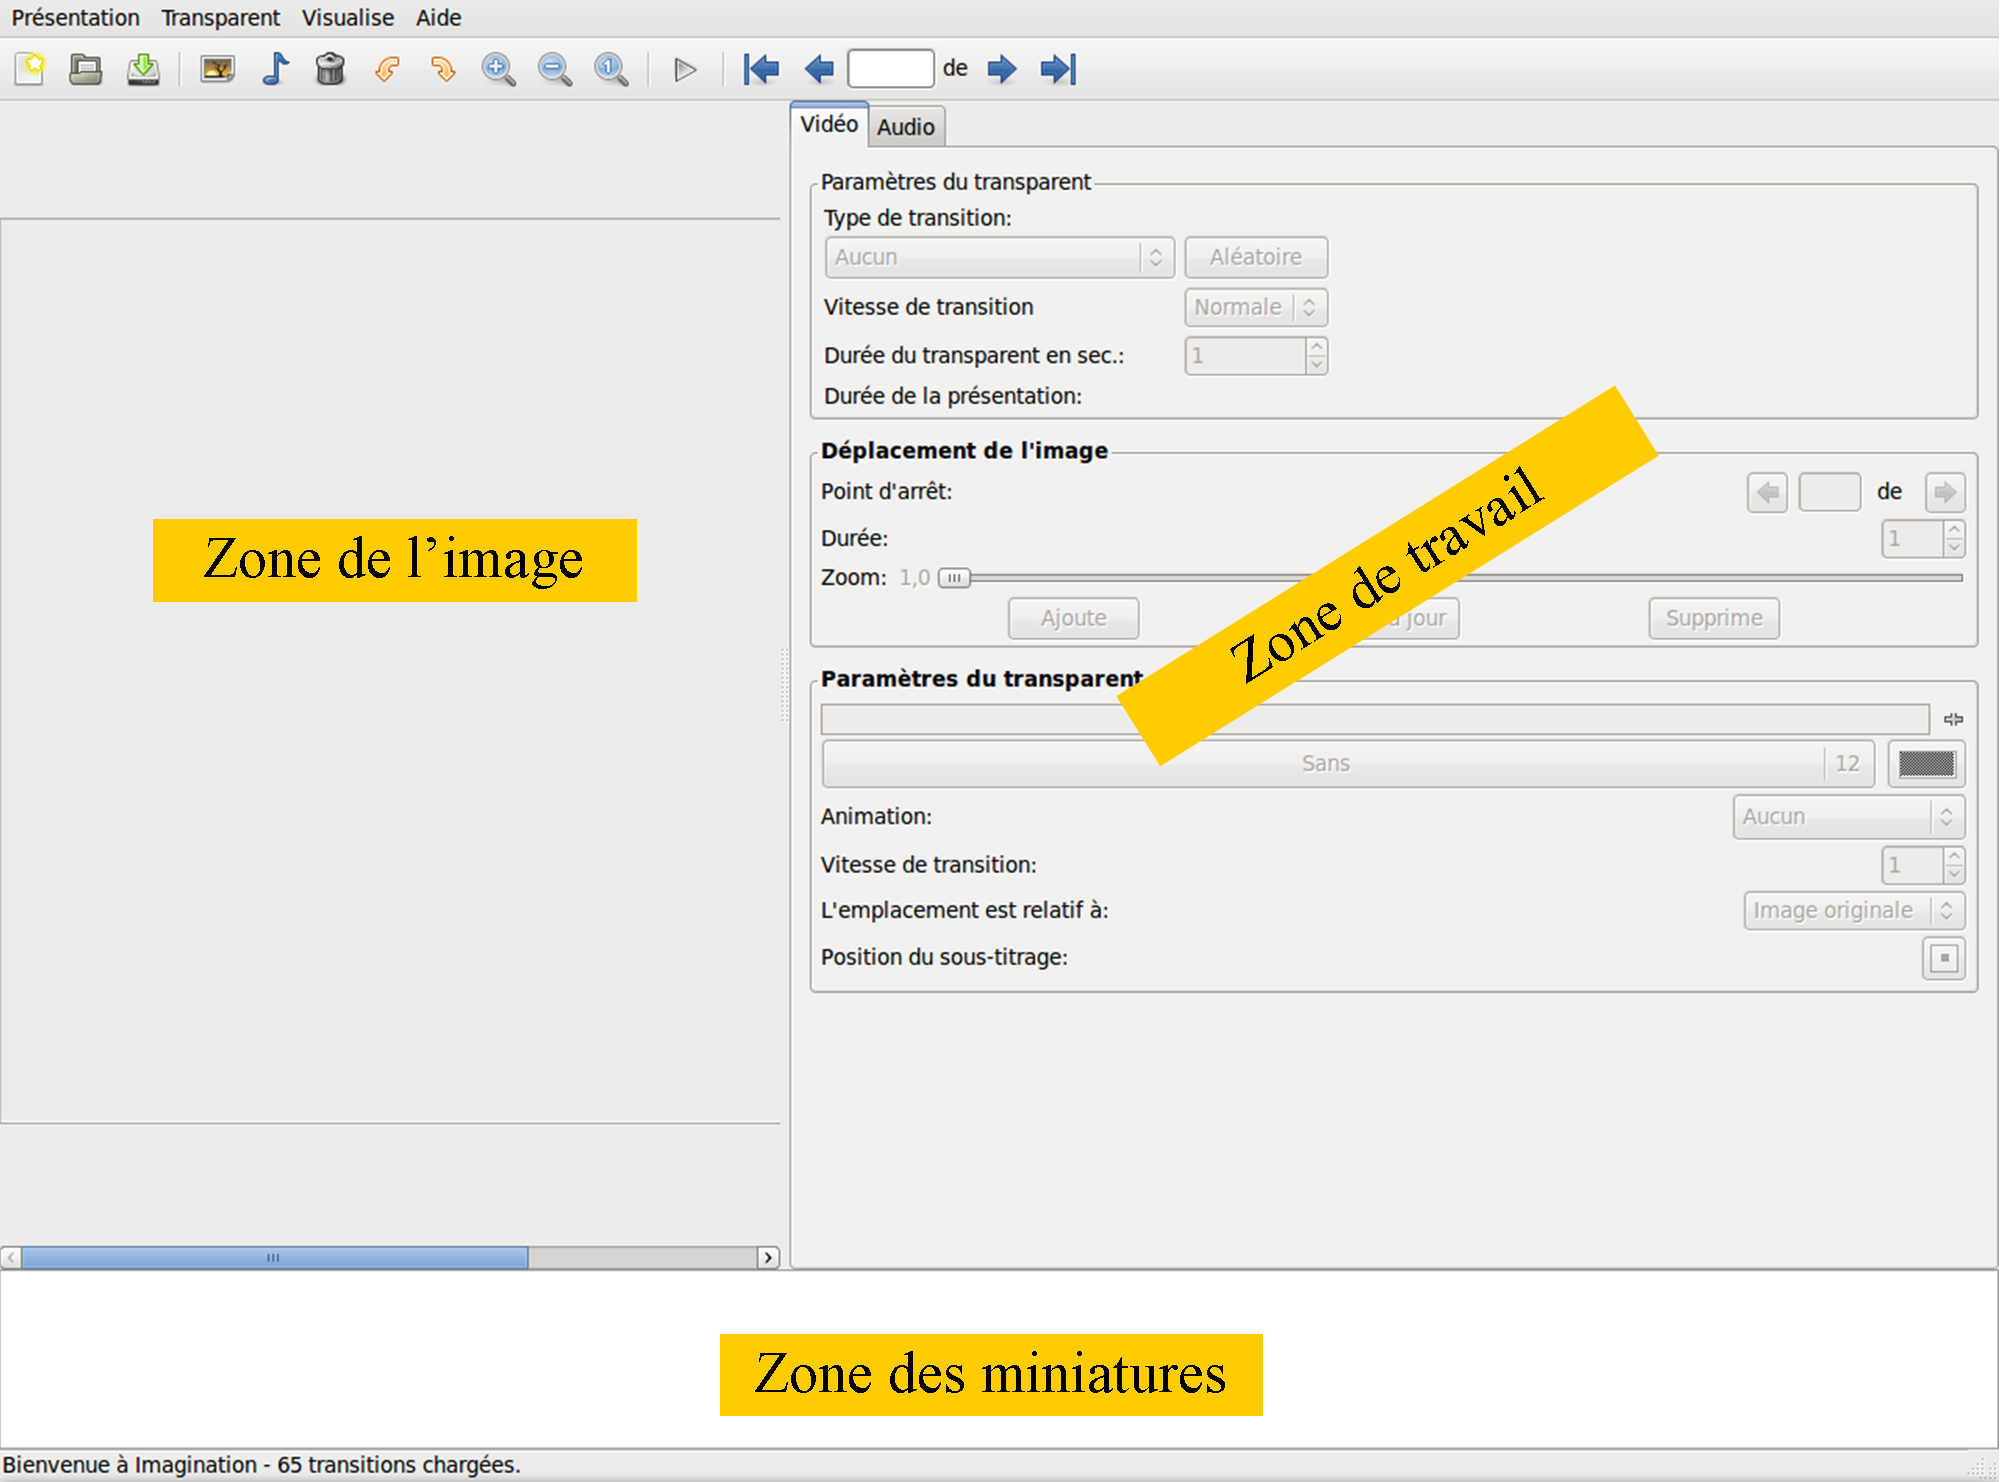 Présentation Transparent Visualise Aide
de
Vidéo Audio
Paramètres du transparent
Type de transition:
Aucun Aléatoire
Vitesse de transition Normale
Durée du transparent en sec.: 1
Durée de la présentation:
Déplacement de l'image
Point d'arrêt: de
Durée: 1
Zoom: 1,0
Ajoute jour Supprime
Zone de l’image
Zone de travail
Paramètres du transparent
Sans 12
Animation: Aucun
Vitesse de transition: 1
L'emplacement est relatif à: Image originale
Position du sous-titrage:
Zone des miniatures
Bienvenue à Imagination - 65 transitions chargées.